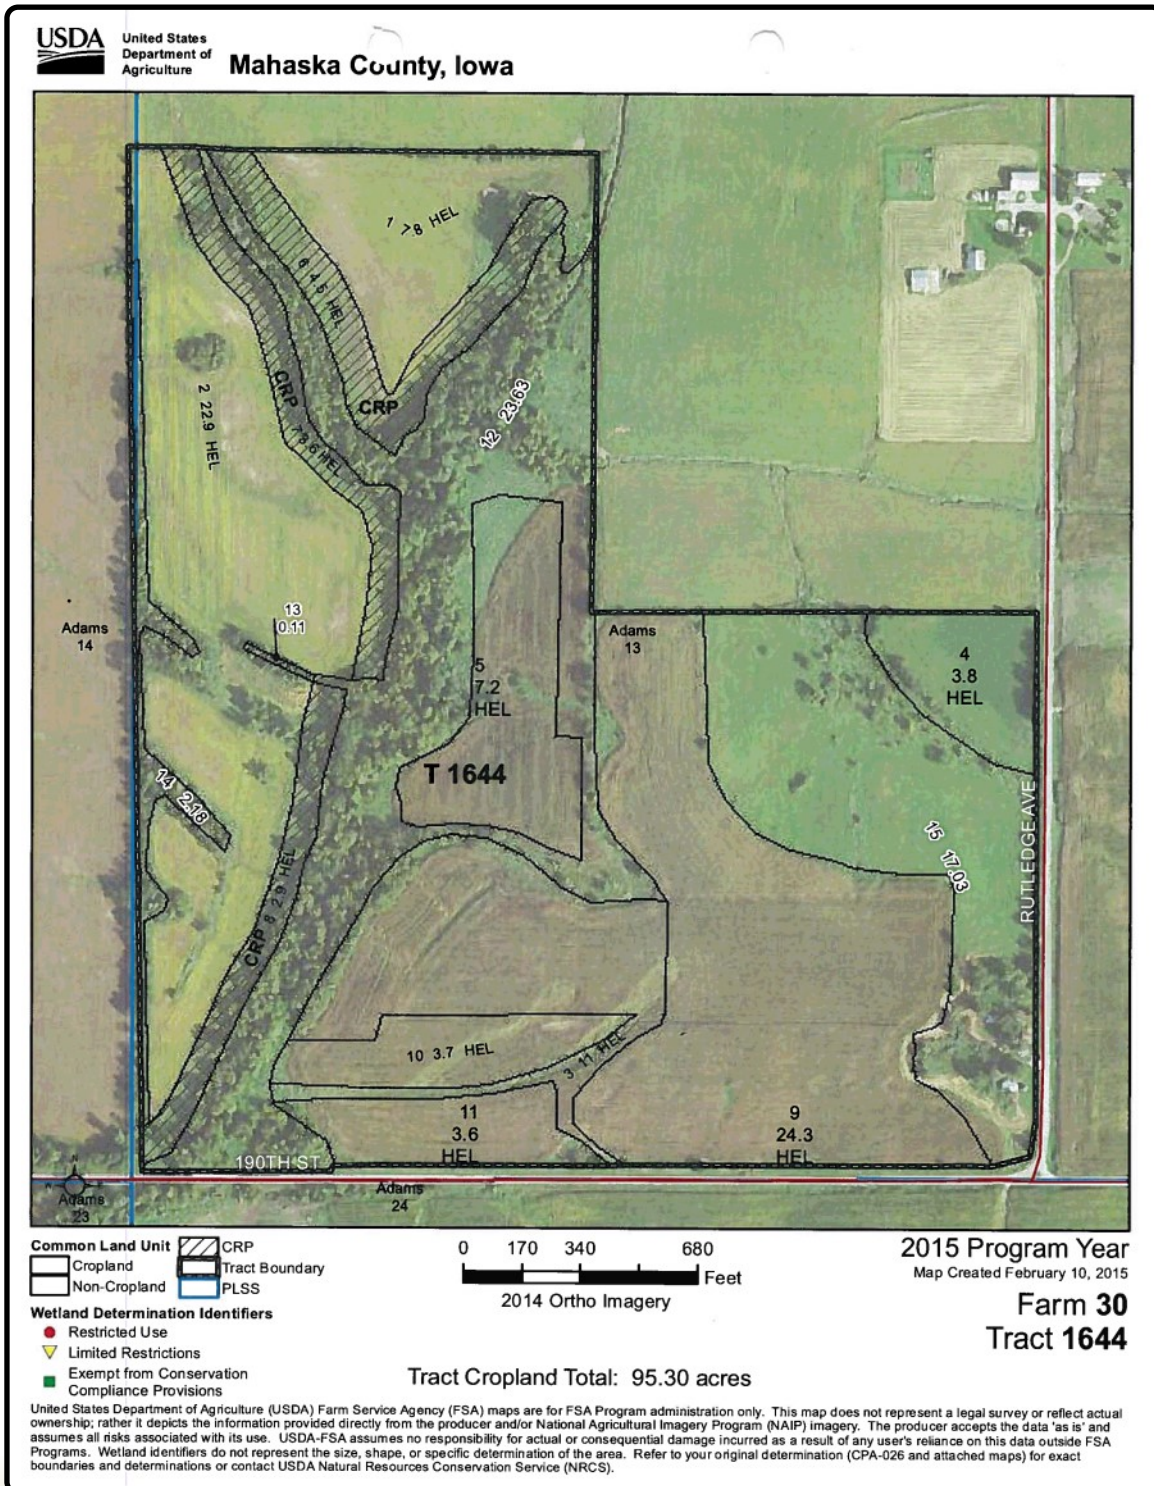 USDA
United States
Department of
Agriculture
Mahaska County, Iowa
1 7.8 HEL
6 4.5 HEL
CRP
CRP
12 23.63
2 22.9 HEL
7 8.6 HEL
13
0.11
Adams
14
Adams
13
4
3.8
HEL
5
7.2
HEL
T 1644
14 2.18
15 17.03
RUTLEDGE AVE
CRP 8 2.9 HEL
10 3.7 HEL
3 11 HEL
11
3.6
HEL
9
24.3
HEL
190TH ST
N
Adams
23
Adams
24
Common Land Unit
CRP
Cropland
Tract Boundary
Non-Cropland
PLSS
Wetland Determination Identifiers
Restricted Use
Limited Restrictions
Exempt from Conservation
Compliance Provisions
0 170 340 680
Feet
2014 Ortho Imagery
2015 Program Year
Map Created February 10, 2015
Farm 30
Tract 1644
Tract Cropland Total: 95.30 acres
United States Department of Agriculture (USDA) Farm Service Agency (FSA) maps are for FSA Program administration only. This map does not represent a legal survey or reflect actual
ownership; rather it depicts the information provided directly from the producer and/or National Agricultural Imagery Program (NAIP) imagery. The producer accepts the data 'as is' and
assumes all risks associated with its use. USDA-FSA assumes no responsibility for actual or consequential damage incurred as a result of any user's reliance on this data outside FSA
Programs. Wetland identifiers do not represent the size, shape, or specific determination of the area. Refer to your original determination (CPA-026 and attached maps) for exact
boundaries and determinations or contact USDA Natural Resources Conservation Service (NRCS).